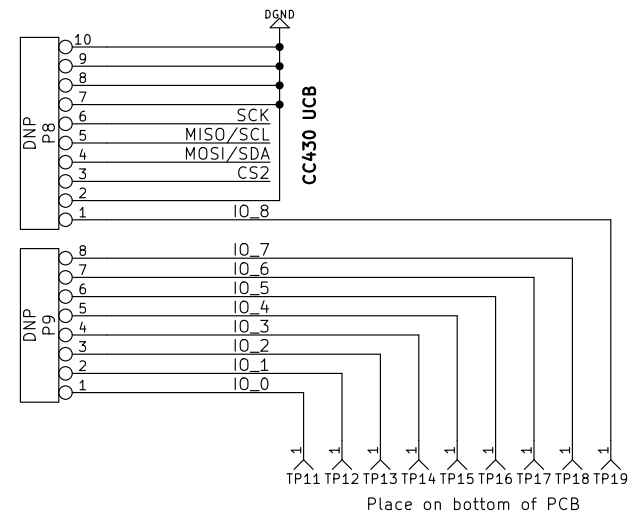 DGND
10
9
8
7
6 SCK
5 MISO/SCL
4 MOSI/SDA
3 CS2
2
1 IO_8
DNP
P8
CC430 UCB
8 IO_7
7 IO_6
6 IO_5
5 IO_4
4 IO_3
3 IO_2
2 IO_1
1 IO_0
DNP
P9
1 1 1 1 1 1 1 1 1
TP11 TP12 TP13 TP14 TP15 TP16 TP17 TP18 TP19
Place on bottom of PCB